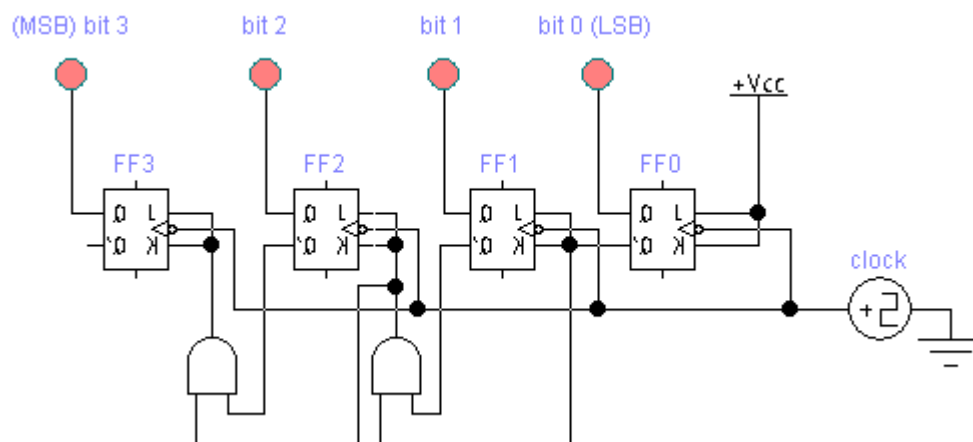 (MSB) bit 3
bit 2
bit 1
bit 0 (LSB)
+Vcc
FF3
FF2
FF1
FF0
Q J
Q' K
Q J
Q' K
Q J
Q' K
Q J
Q' K
clock
+